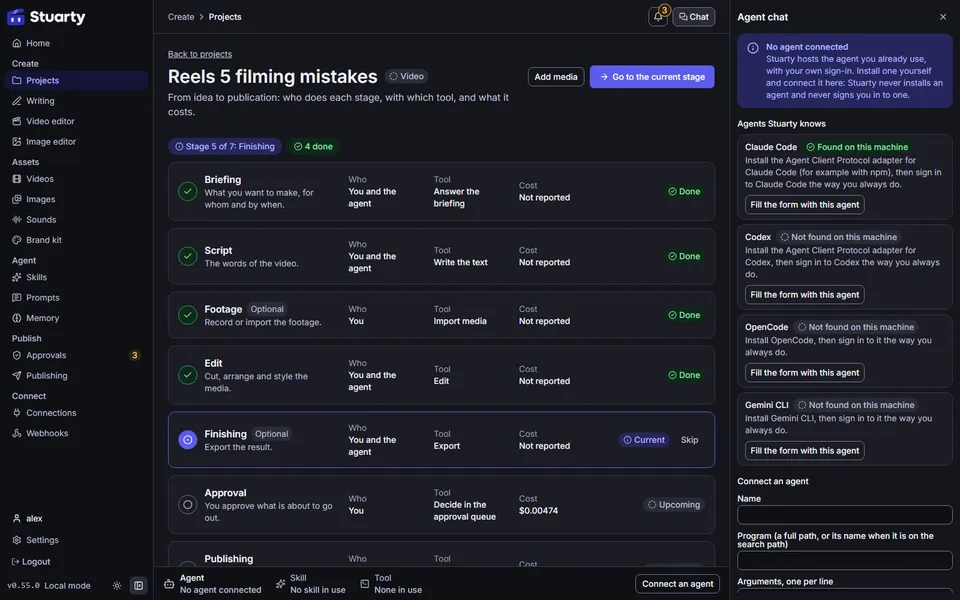 Stuarty
Home
Create
Projects
Writing
Video editor
Image editor
Assets
Videos
Images
Sounds
Brand kit
Agent
Skills
Prompts
Memory
Publish
Approvals 3
Publishing
Connect
Connections
Webhooks
alex
Settings
Logout
v0.55.0 Local mode
Create > Projects
3
Chat
Back to projects
Reels 5 filming mistakes Video
From idea to publication: who does each stage, with which tool, and what it
costs.
Add media
Go to the current stage
Stage 5 of 7: Finishing
4 done
Briefing
What you want to make, for
whom and by when.
Who
You and the
agent
Tool
Answer the
briefing
Cost
Not reported
Done
Script
The words of the video.
Who
You and the
agent
Tool
Write the text
Cost
Not reported
Done
Footage Optional
Record or import the footage.
Who
You
Tool
Import media
Cost
Not reported
Done
Edit
Cut, arrange and style the
media.
Who
You and the
agent
Tool
Edit
Cost
Not reported
Done
Finishing Optional
Export the result.
Who
You and the
agent
Tool
Export
Cost
Not reported
Current
Skip
Approval
You approve what is about to go
out.
Who
You
Tool
Decide in the
approval queue
Cost
$0.00474
Upcoming
Publishing
Who
Tool
Cost
Agent
No agent connected
Skill
No skill in use
Tool
None in use
Connect an agent
Agent chat
No agent connected
Stuarty hosts the agent you already use,
with your own sign-in. Install one yourself
and connect it here: Stuarty never installs an
agent and never signs you in to one.
Agents Stuarty knows
Claude Code Found on this machine
Install the Agent Client Protocol adapter for
Claude Code (for example with npm), then sign in
to Claude Code the way you always do.
Fill the form with this agent
Codex Not found on this machine
Install the Agent Client Protocol adapter for
Codex, then sign in to Codex the way you always
do.
Fill the form with this agent
OpenCode Not found on this machine
Install OpenCode, then sign in to it the way you
always do.
Fill the form with this agent
Gemini CLI Not found on this machine
Install Gemini CLI, then sign in to it the way you
always do.
Fill the form with this agent
Connect an agent
Name
Program (a full path, or its name when it is on the
search path)
Arguments, one per line